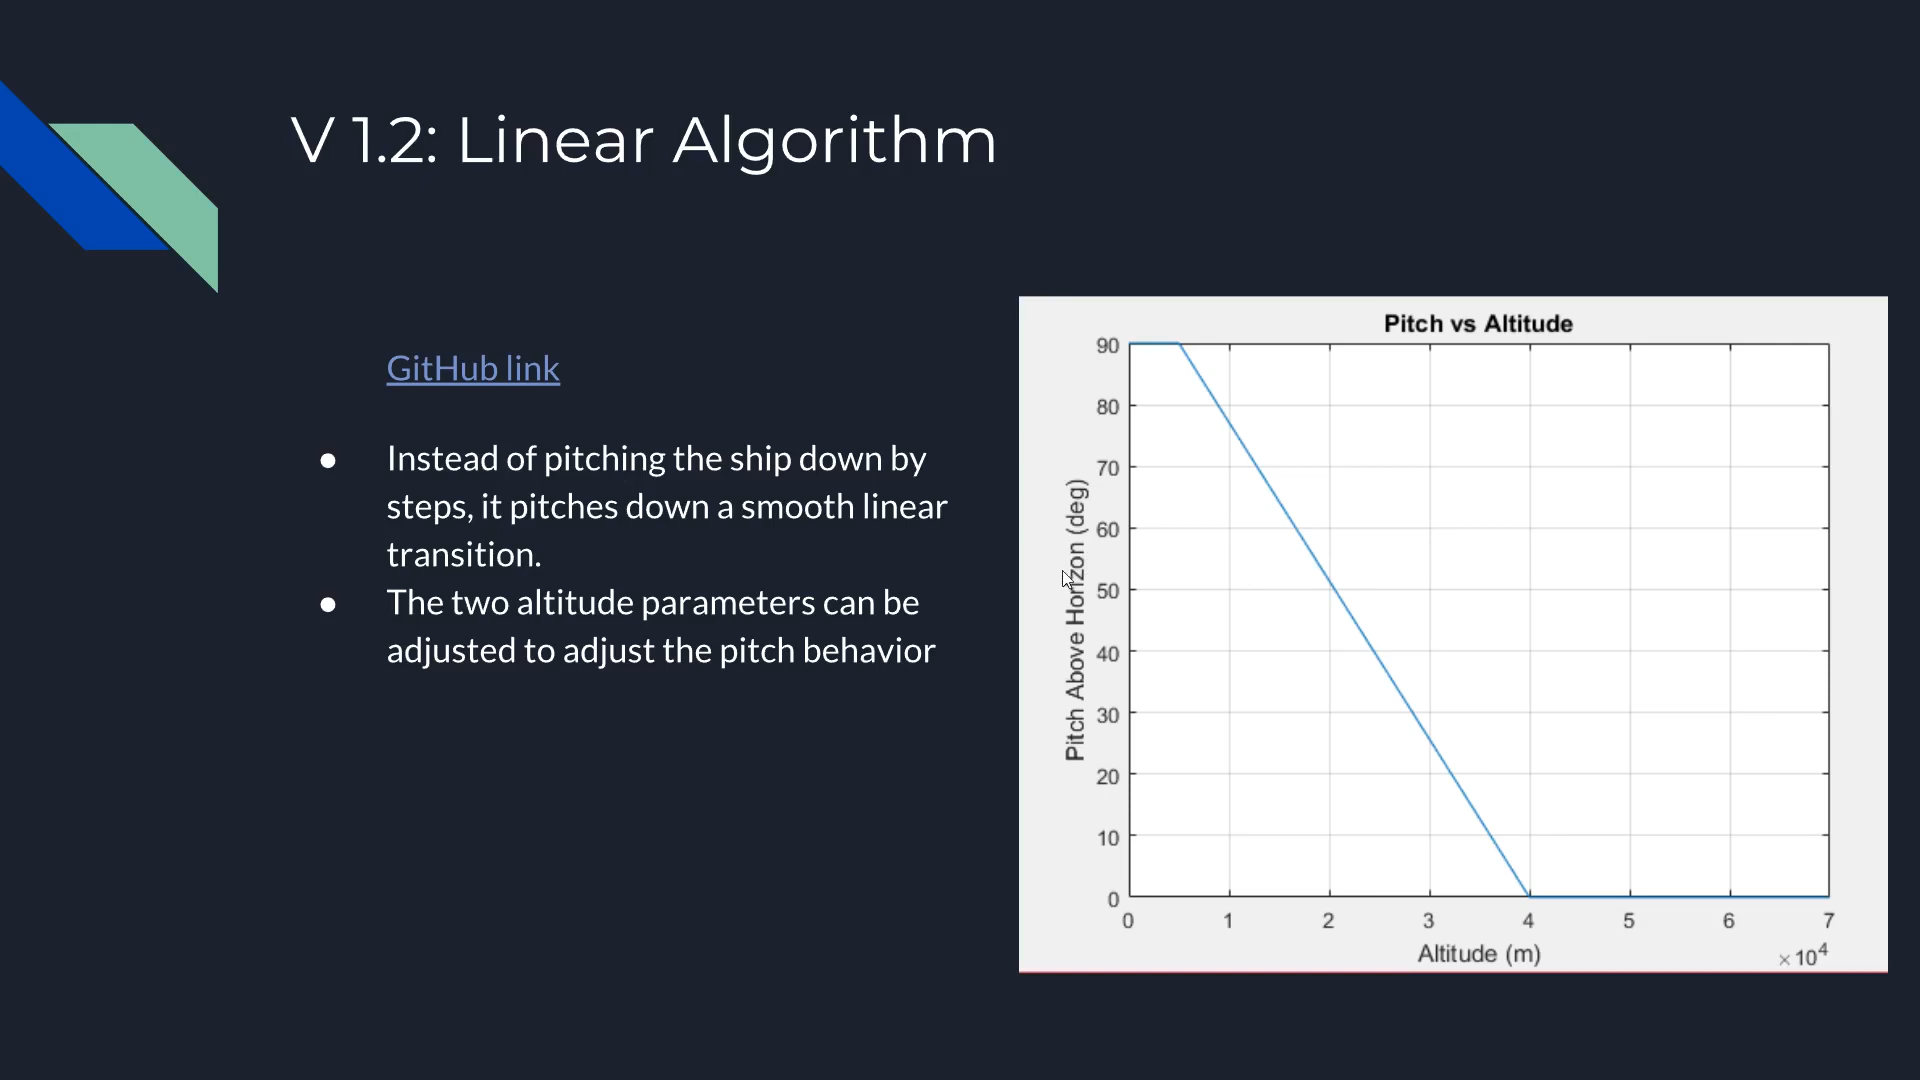 V 1.2: Linear Algorithm
GitHub link
● Instead of pitching the ship down by
steps, it pitches down a smooth linear
transition.
● The two altitude parameters can be
adjusted to adjust the pitch behavior
Pitch vs Altitude
Pitch Above Horizon (deg)
90
80
70
60
50
40
30
20
10
0
0 1 2 3 4 5 6 7
Altitude (m)
×10⁴